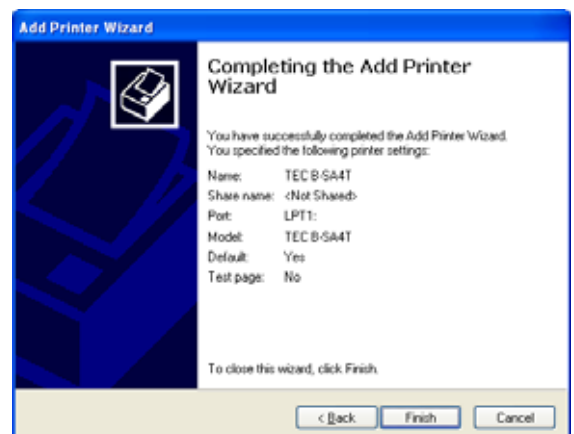 Add Printer Wizard
Completing the Add Printer
Wizard
You have successfully completed the Add Printer Wizard.
You specified the following printer settings:
Name: TEC B-SA4T
Share name: <Not Shared>
Port: LPT1:
Model: TEC B-SA4T
Default: Yes
Test page: No
To close this wizard, click Finish.
< Back Finish Cancel